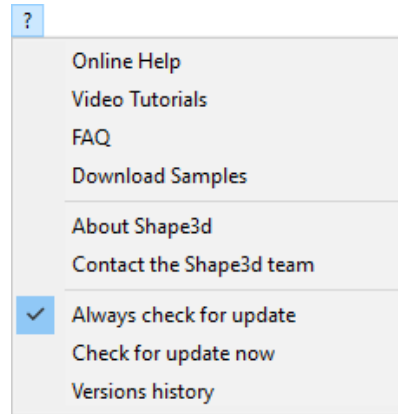 ?
Online Help
Video Tutorials
FAQ
Download Samples
About Shape3d
Contact the Shape3d team
Always check for update
Check for update now
Versions history